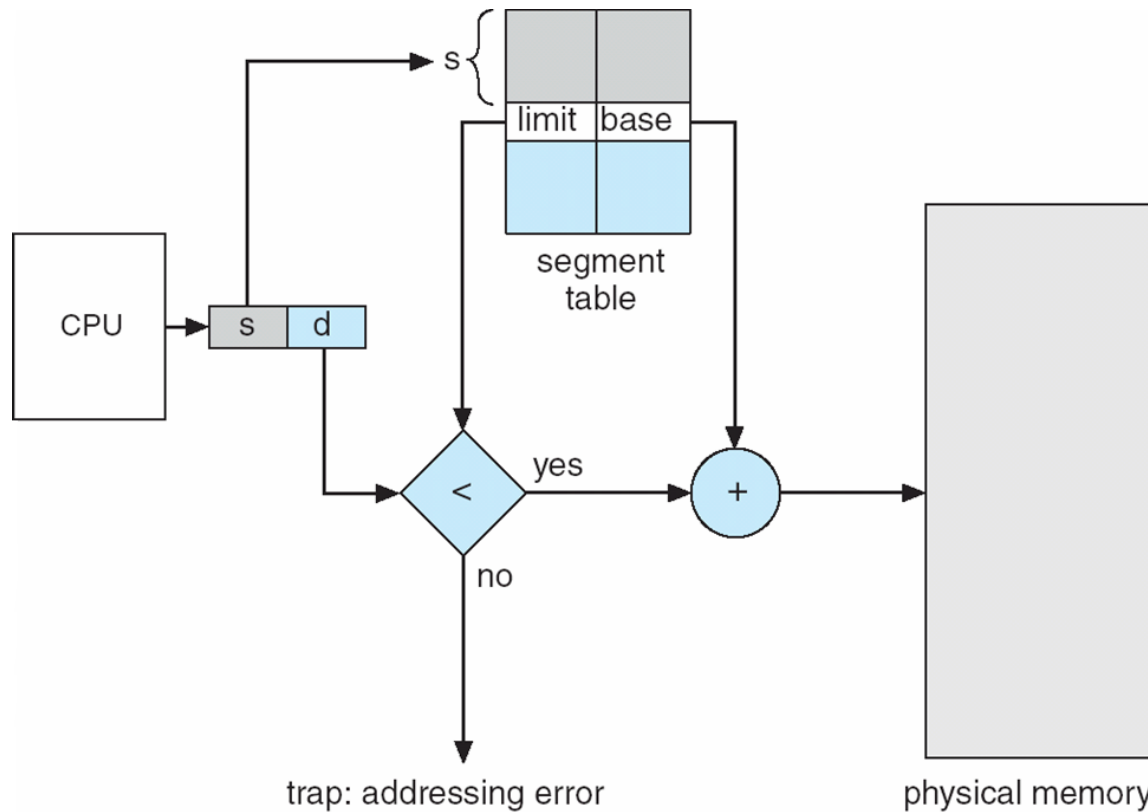 s
limit base
segment
table
CPU
s d
<
yes
+
no
trap: addressing error
physical memory